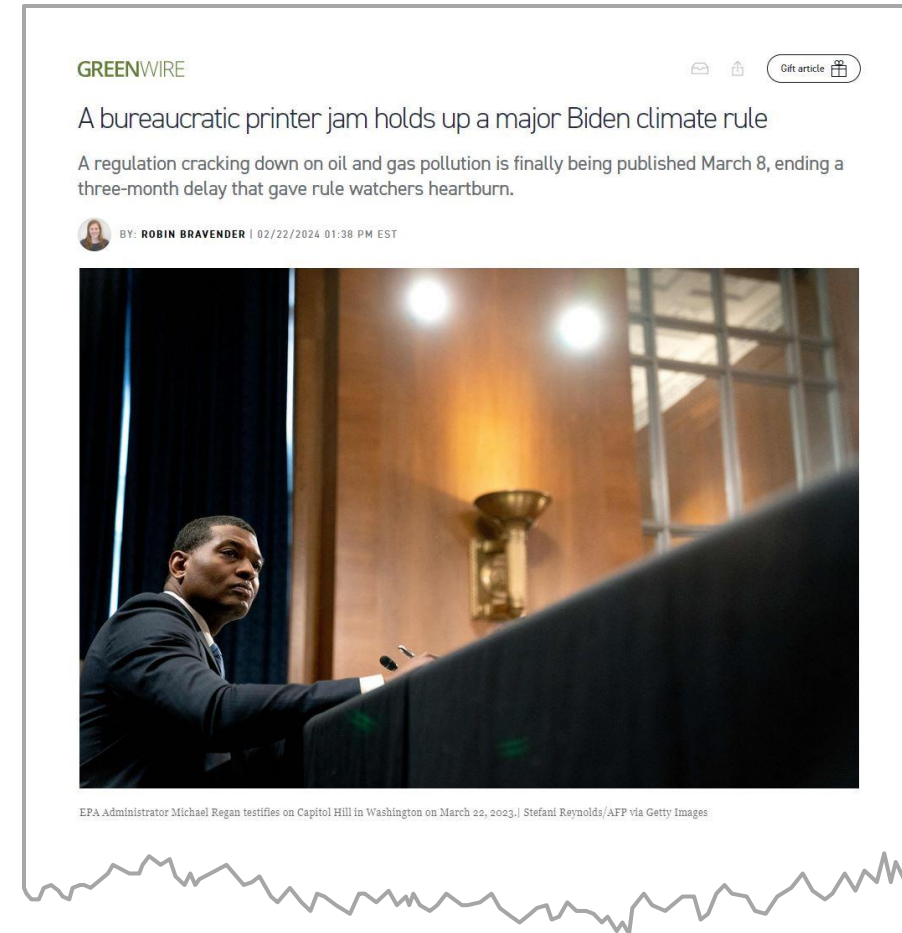 GREENWIRE
Gift article
A bureaucratic printer jam holds up a major Biden climate rule
A regulation cracking down on oil and gas pollution is finally being published March 8, ending a
three-month delay that gave rule watchers heartburn.
BY: ROBIN BRAVENDER | 02/22/2024 01:38 PM EST
EPA Administrator Michael Regan testifies on Capitol Hill in Washington on March 22, 2023.| Stefani Reynolds/AFP via Getty Images